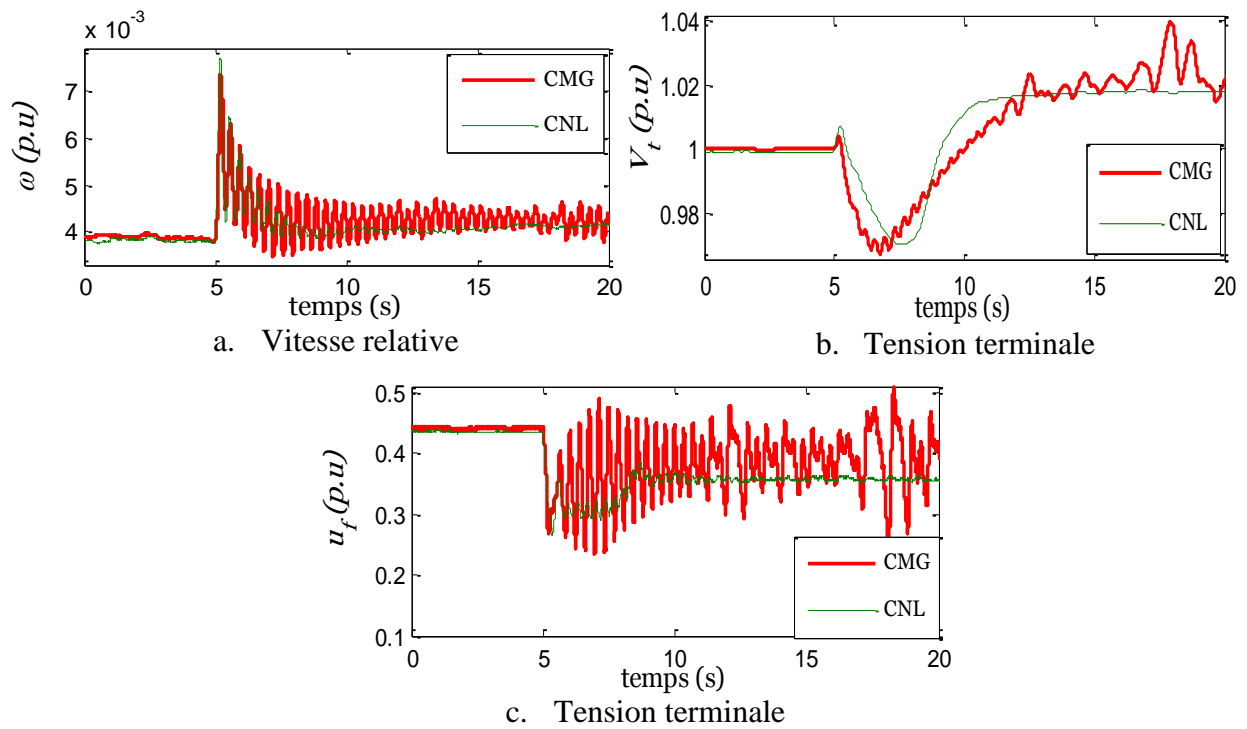 x 10⁻³
7
6
5
4
ω (p.u)
CMG
CNL
0 5 10 15 20
temps (s)
a. Vitesse relative
1.04
1.02
1
0.98
V_t (p.u)
CMG
CNL
0 5 10 15 20
temps (s)
b. Tension terminale
0.5
0.4
0.3
0.2
0.1
u_f (p.u)
CMG
CNL
0 5 10 15 20
temps (s)
c. Tension terminale